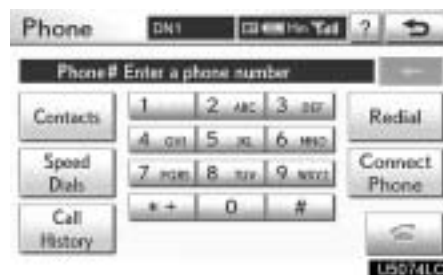 Phone DN1 ?
Phone# Enter a phone number
Contacts 1 2 ABC 3 DEF Redial
4 GHI 5 JKL 6 MNO
Speed Dials 7 PQRS 8 TUV 9 WXYZ Connect Phone
* + 0 #
Call History
US074LC